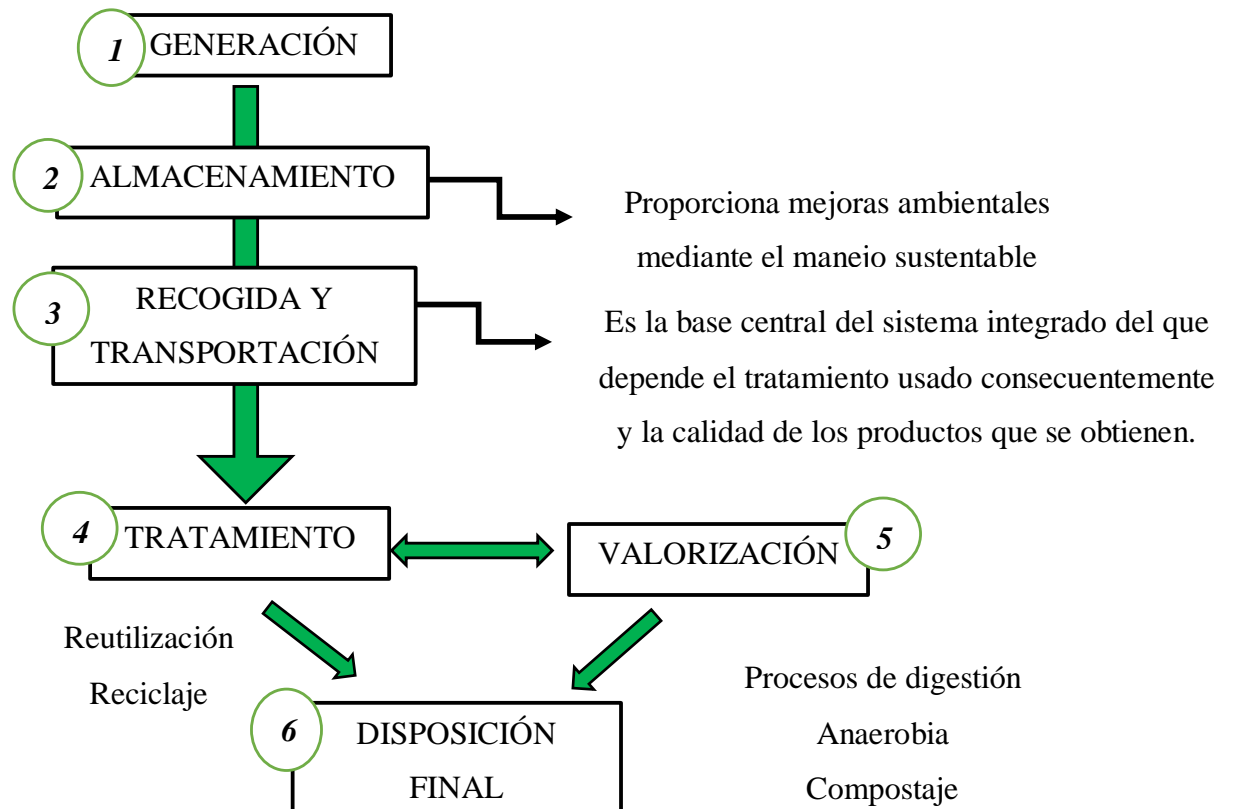 1 GENERACIÓN
2 ALMACENAMIENTO
Proporciona mejoras ambientales
mediante el manejo sustentable
3 RECOGIDA Y
TRANSPORTACIÓN
Es la base central del sistema integrado del que
depende el tratamiento usado consecuentemente
y la calidad de los productos que se obtienen.
4 TRATAMIENTO
VALORIZACIÓN 5
Reutilización
Reciclaje
Procesos de digestión
Anaerobia
Compostaje
6 DISPOSICIÓN
FINAL